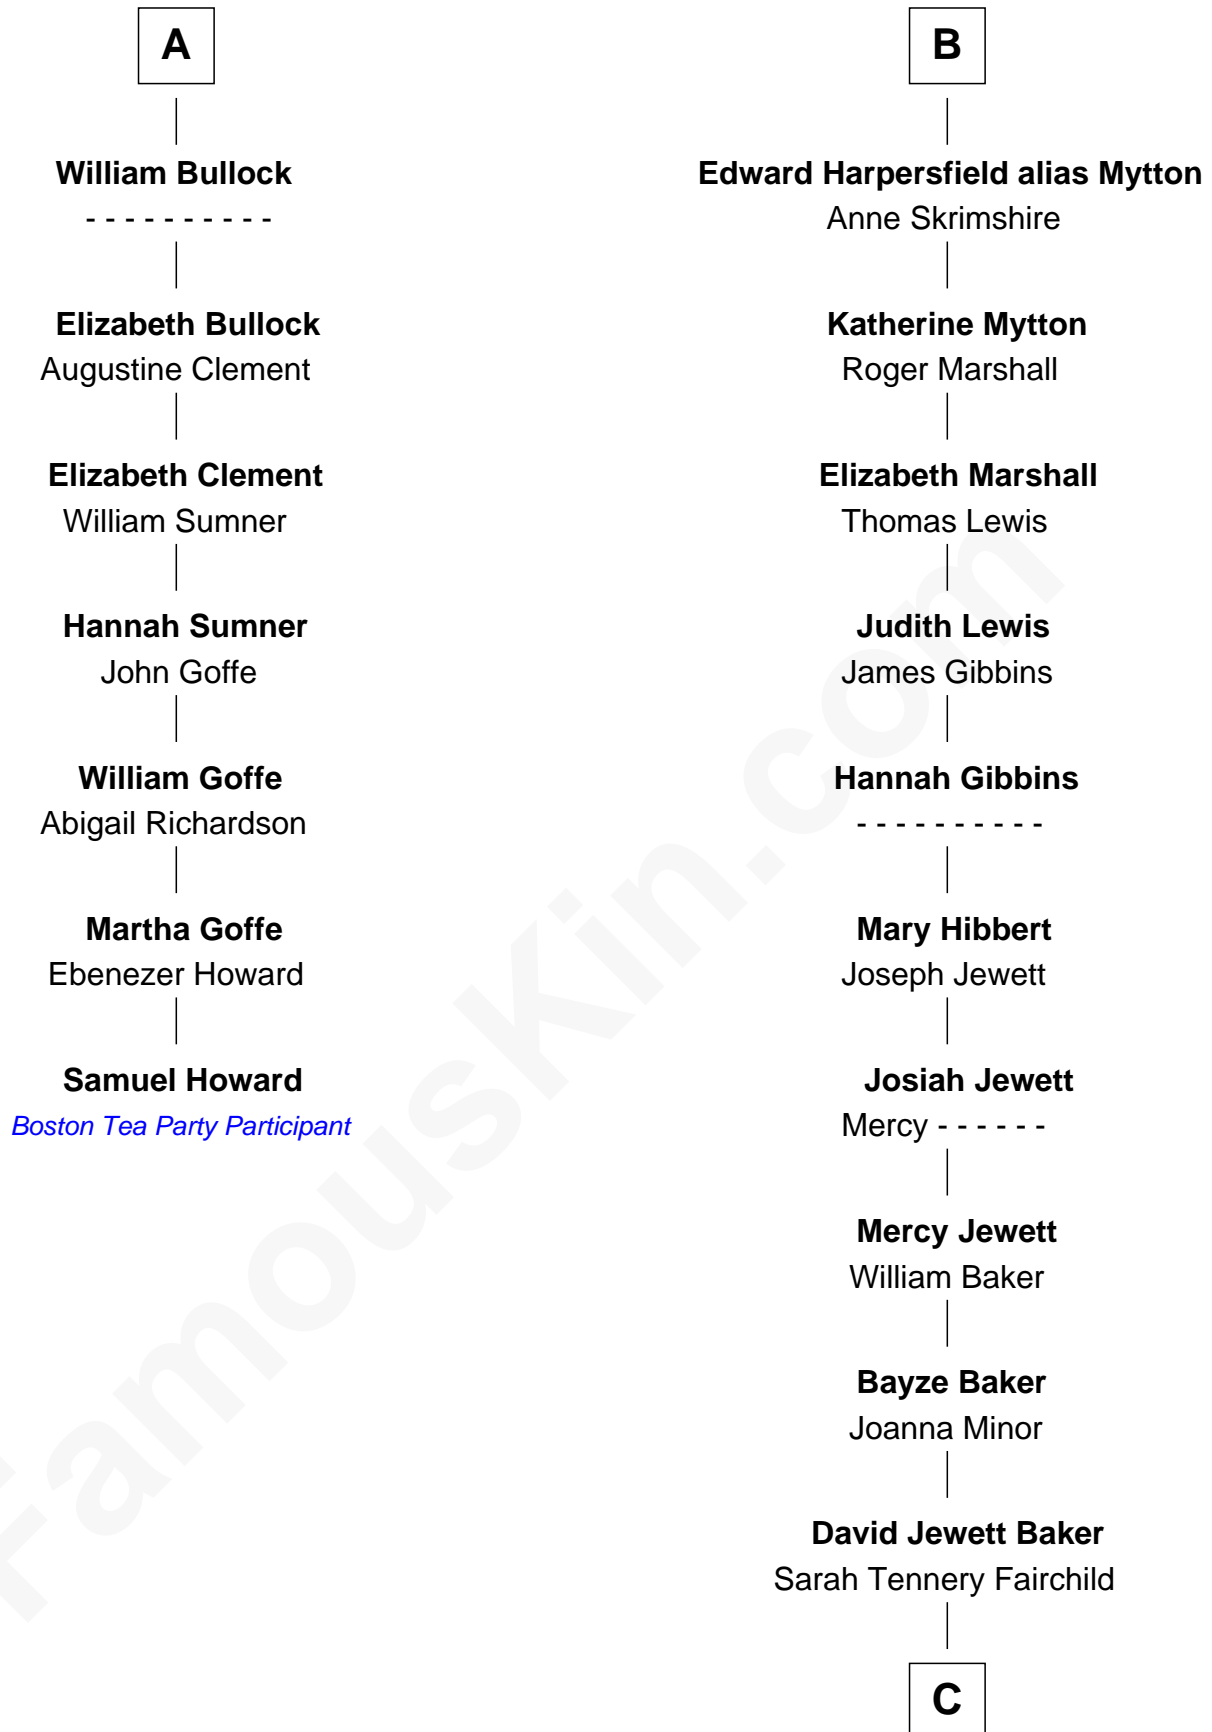 A
William Bullock
- - - - - - - - - -
Elizabeth Bullock
Augustine Clement
Elizabeth Clement
William Sumner
Hannah Sumner
John Goffe
William Goffe
Abigail Richardson
Martha Goffe
Ebenezer Howard
Samuel Howard
Boston Tea Party Participant
B
Edward Harpersfield alias Mytton
Anne Skrimshire
Katherine Mytton
Roger Marshall
Elizabeth Marshall
Thomas Lewis
Judith Lewis
James Gibbins
Hannah Gibbins
- - - - - - - - - -
Mary Hibbert
Joseph Jewett
Josiah Jewett
Mercy - - - - - -
Mercy Jewett
William Baker
Bayze Baker
Joanna Minor
David Jewett Baker
Sarah Tennery Fairchild
C
FamousKin.com